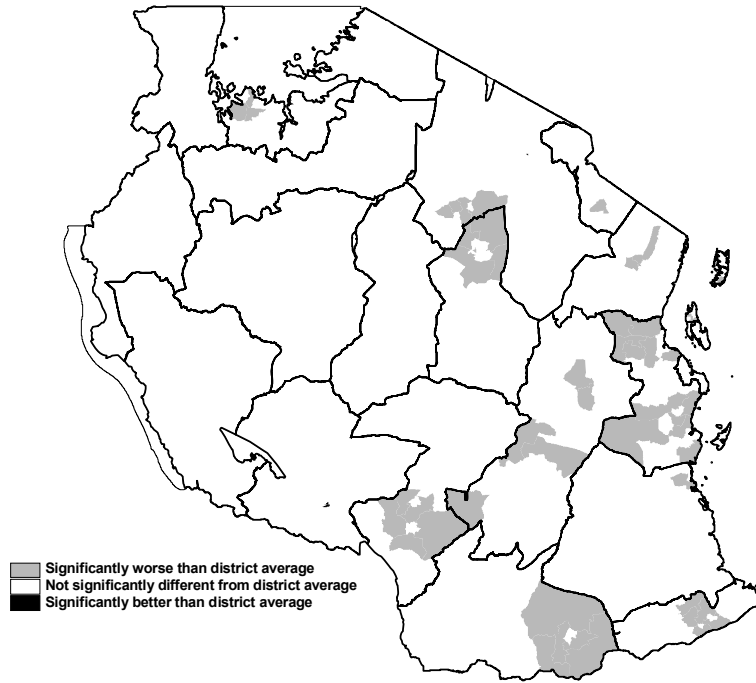 Significantly worse than district average
Not significantly different from district average
Significantly better than district average